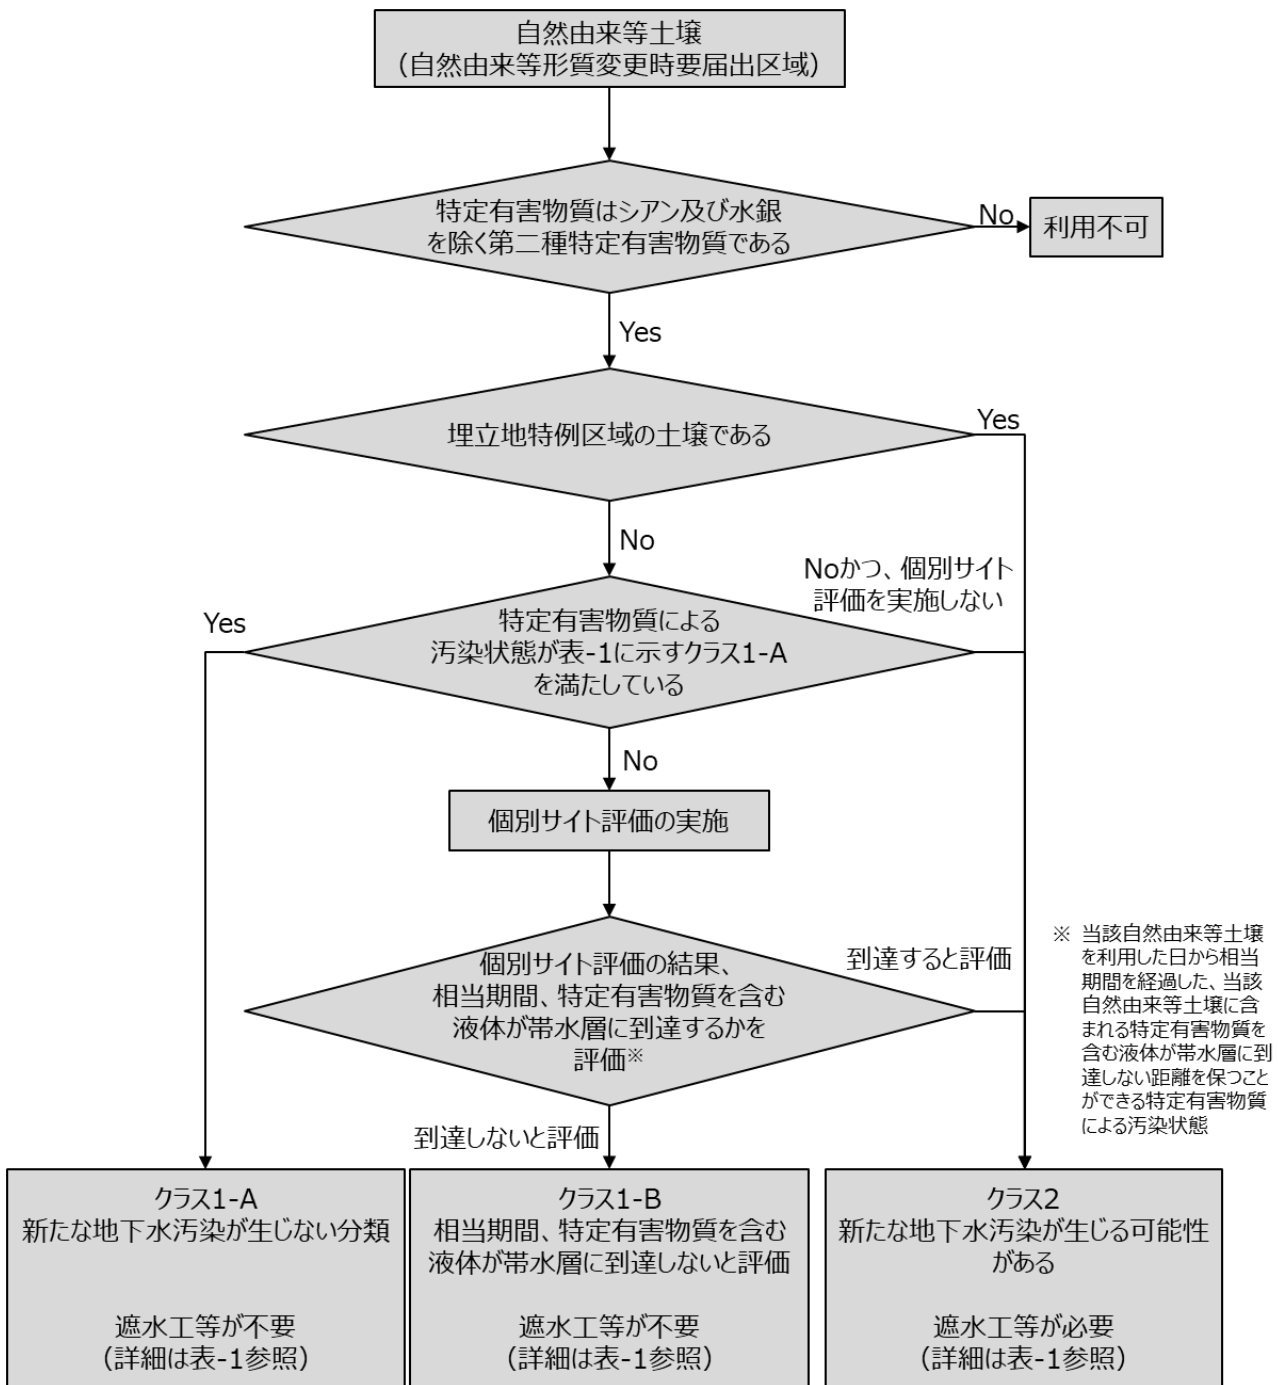 自然由来等土壌
（自然由来等形質変更時要届出区域）
特定有害物質はシアン及び水銀
を除く第二種特定有害物質である
No
利用不可
Yes
埋立地特例区域の土壌である
Yes
No
Noかつ、個別サイト
評価を実施しない
Yes
特定有害物質による
汚染状態が表-1に示すクラス1-A
を満たしている
No
個別サイト評価の実施
個別サイト評価の結果、
相当期間、特定有害物質を含む
液体が帯水層に到達するかを
評価※
到達すると評価
※ 当該自然由来等土壌
を利用した日から相当
期間を経過した、当該
自然由来等土壌に含
まれる特定有害物質を
含む液体が帯水層に到
達しない距離を保つこと
ができる特定有害物質
による汚染状態
到達しないと評価
クラス1-A
新たな地下水汚染が生じない分類
遮水工等が不要
（詳細は表-1参照）
クラス1-B
相当期間、特定有害物質を含む
液体が帯水層に到達しないと評価
遮水工等が不要
（詳細は表-1参照）
クラス2
新たな地下水汚染が生じる可能性
がある
遮水工等が必要
（詳細は表-1参照）